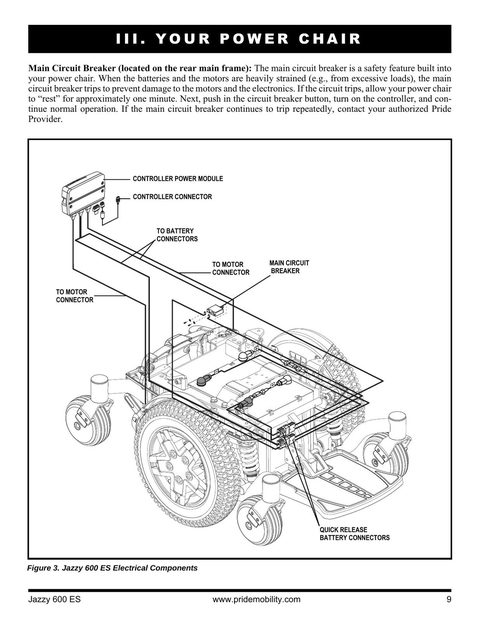 III. YOUR POWER CHAIR
Main Circuit Breaker (located on the rear main frame): The main circuit breaker is a safety feature built into
your power chair. When the batteries and the motors are heavily strained (e.g., from excessive loads), the main
circuit breaker trips to prevent damage to the motors and the electronics. If the circuit trips, allow your power chair
to “rest” for approximately one minute. Next, push in the circuit breaker button, turn on the controller, and con-
tinue normal operation. If the main circuit breaker continues to trip repeatedly, contact your authorized Pride
Provider.
CONTROLLER POWER MODULE
CONTROLLER CONNECTOR
TO BATTERY
CONNECTORS
TO MOTOR
CONNECTOR
MAIN CIRCUIT
BREAKER
TO MOTOR
CONNECTOR
QUICK RELEASE
BATTERY CONNECTORS
Figure 3. Jazzy 600 ES Electrical Components
Jazzy 600 ES
www.pridemobility.com
9